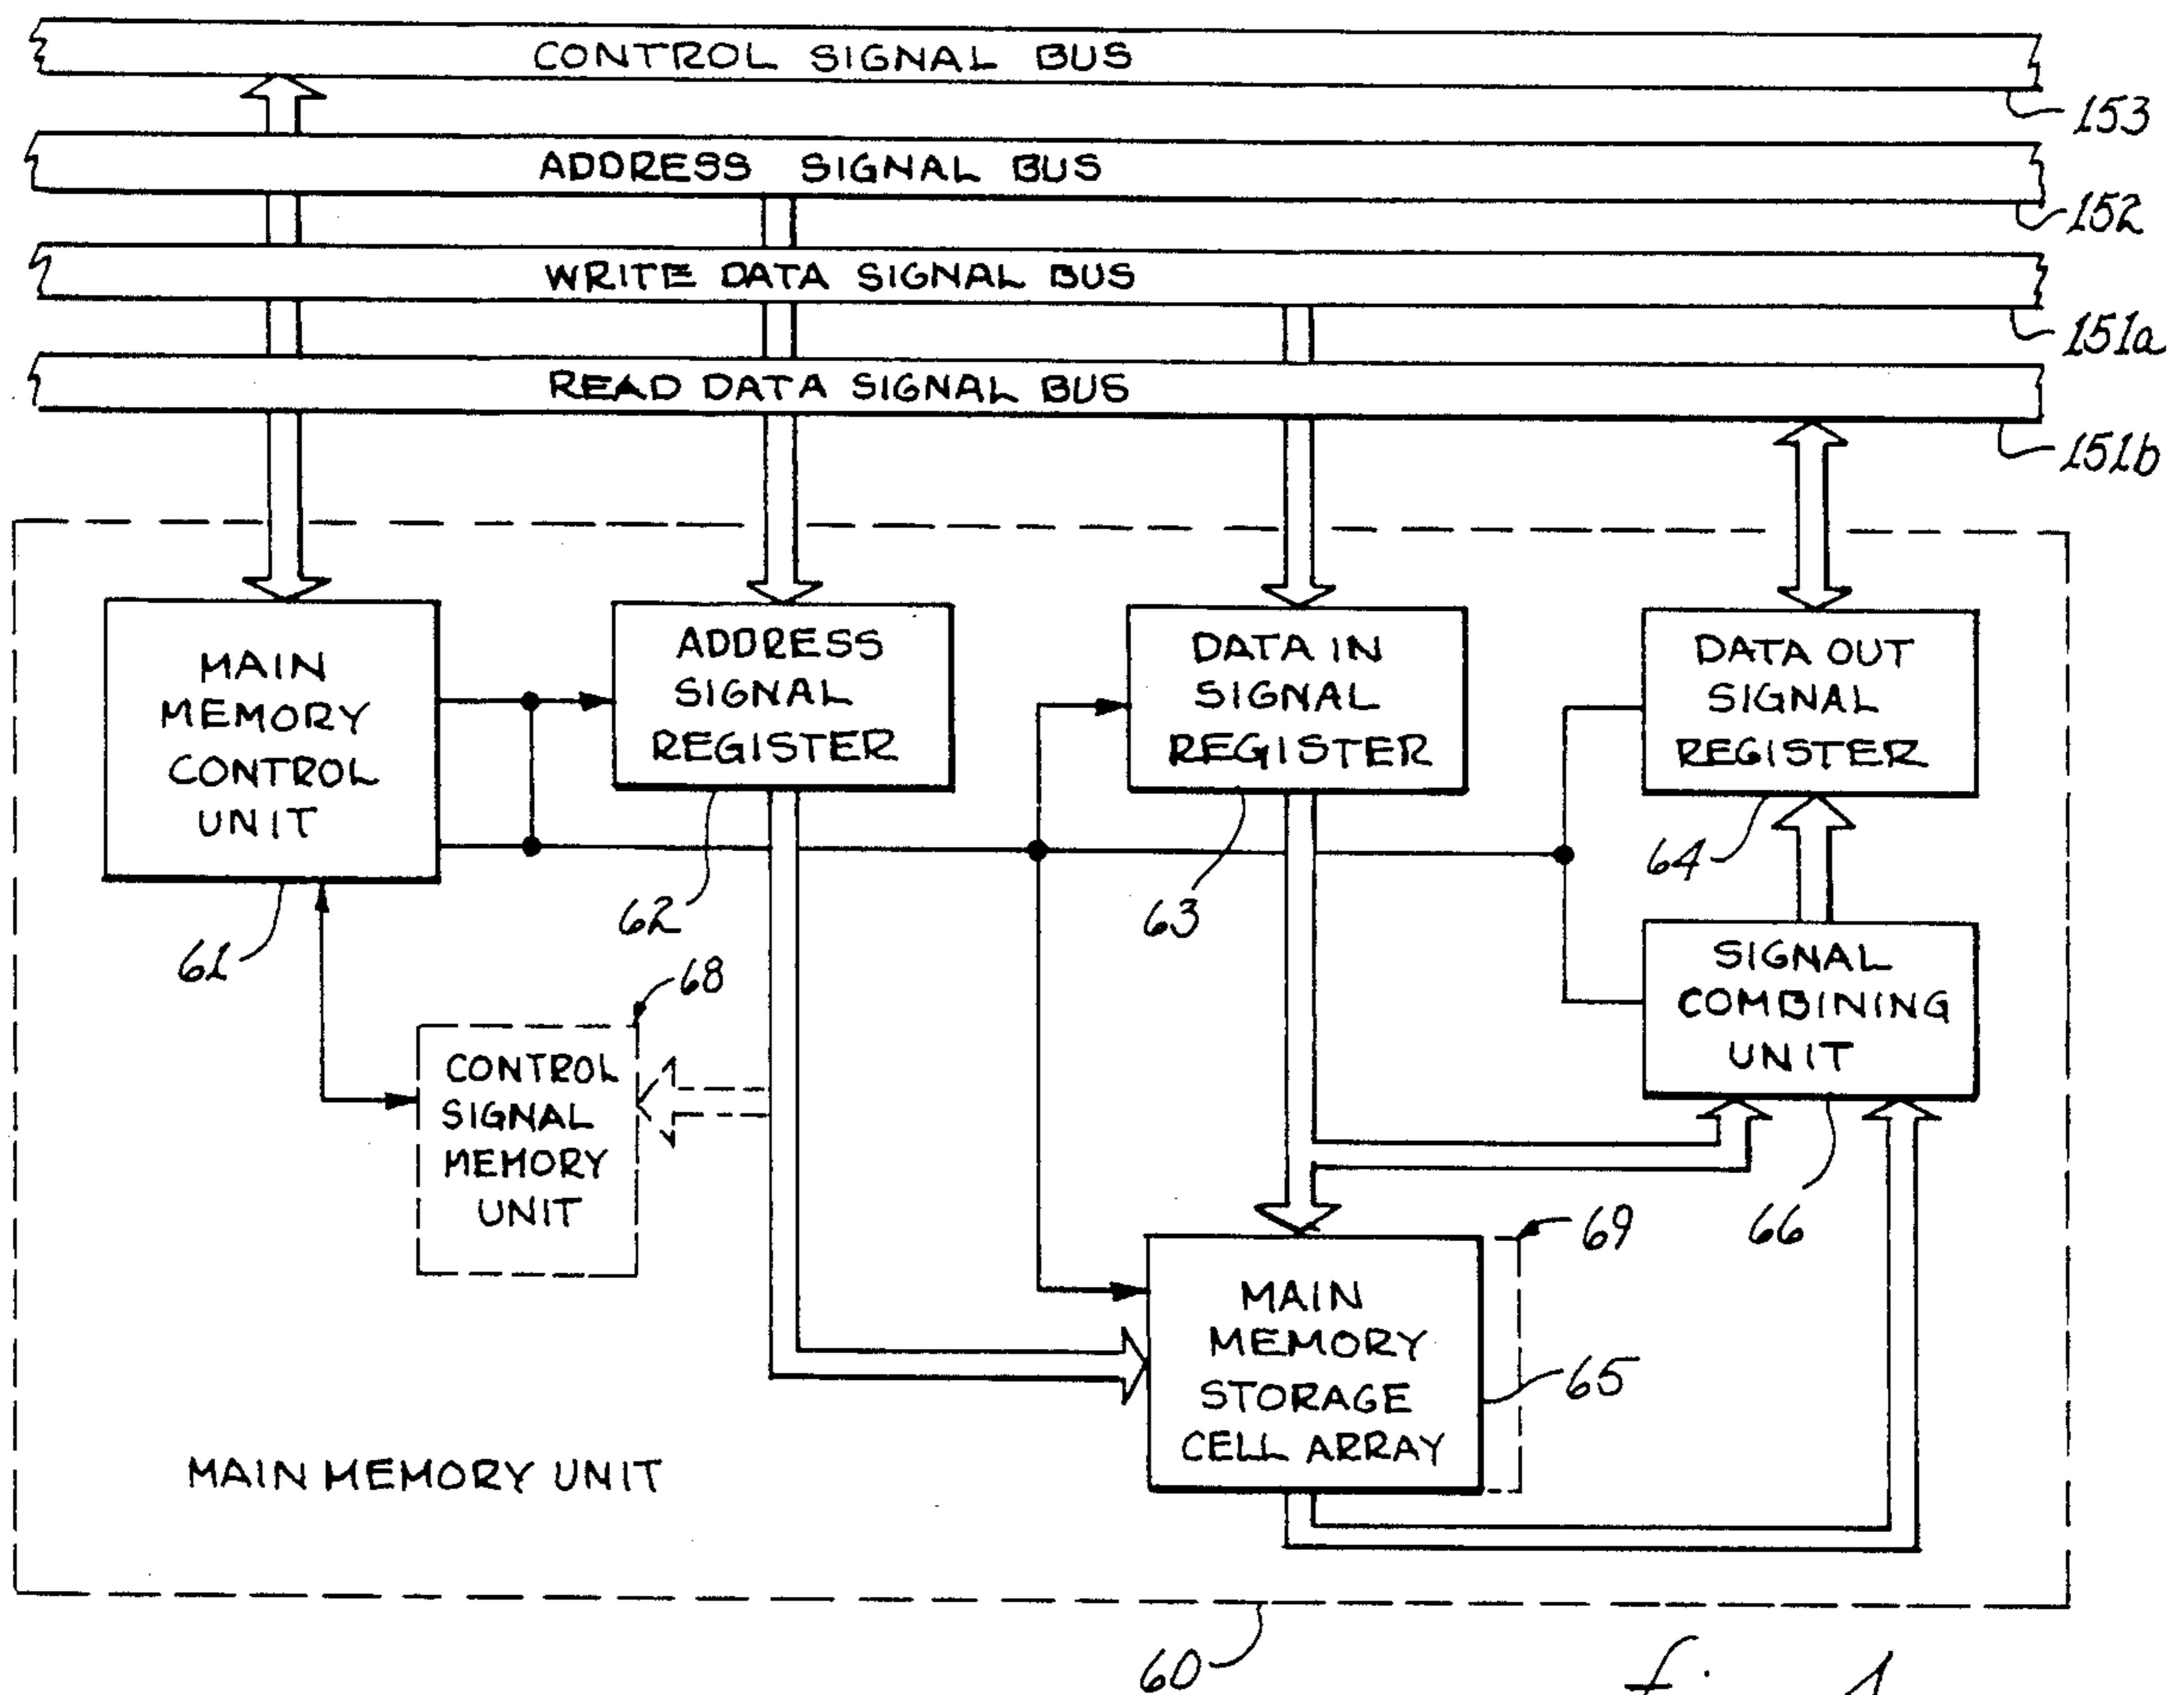 CONTROL SIGNAL BUS
153
ADDRESS SIGNAL BUS
152
WRITE DATA SIGNAL BUS
151a
READ DATA SIGNAL BUS
151b
MAIN
MEMORY
CONTROL
UNIT
61
ADDRESS
SIGNAL
REGISTER
62
DATA IN
SIGNAL
REGISTER
63
DATA OUT
SIGNAL
REGISTER
64
68
CONTROL
SIGNAL
MEMORY
UNIT
SIGNAL
COMBINING
UNIT
66
69
MAIN
MEMORY
STORAGE
CELL ARRAY
65
MAIN MEMORY UNIT
60